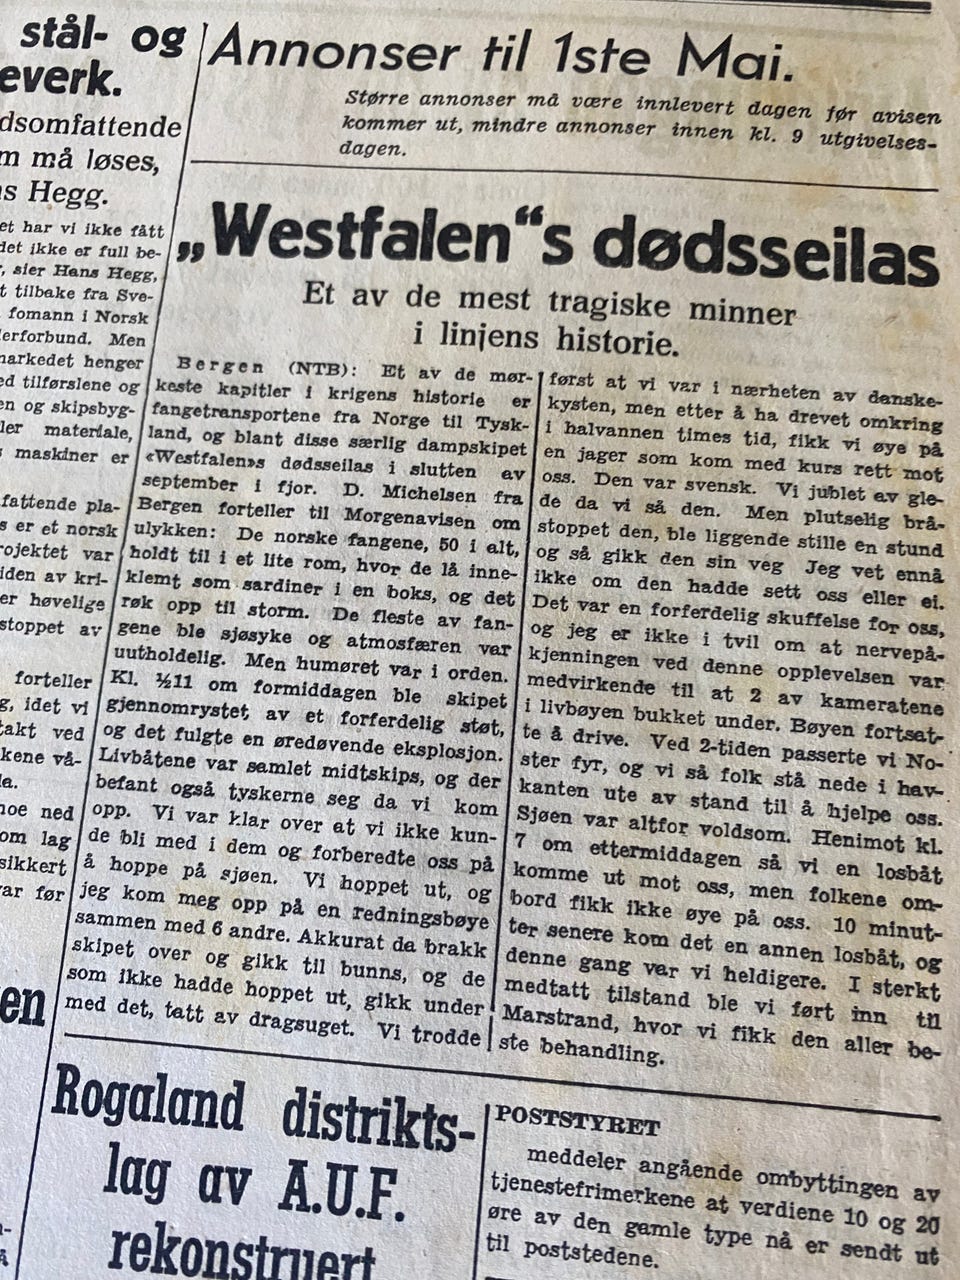 stål- og
everk.
dsomfattende
m må løses,
s Hegg.
et har vi ikke fått
det ikke er full be-
, sier Hans Hegg,
t tilbake fra Sve-
fomann i Norsk
erforbund. Men
markedet henger
ed tilførslene og
en og skipsbyg-
ler materiale,
maskiner er
fattende pla-
s er et norsk
rojektet var
iden av kri-
er høvelige
stoppet av
forteller
g, idet vi
takt ved
kene vå-
noe ned
om lag
sikkert
var før
en
Annonser til 1ste Mai.
Større annonser må være innlevert dagen før avisen
kommer ut, mindre annonser innen kl. 9 utgivelses-
dagen.
„Westfalen“s dødsseilas
Et av de mest tragiske minner
i linjens historie.
Bergen (NTB): Et av de mør-
keste kapitler i krigens historie er
fangetransportene fra Norge til Tysk-
land, og blant disse særlig dampskipet
«Westfalen»s dødsseilas i slutten av
september i fjor. D. Michelsen fra
Bergen forteller til Morgenavisen om
ulykken: De norske fangene, 50 i alt,
holdt til i et lite rom, hvor de lå inne-
klemt som sardiner i en boks, og det
røk opp til storm. De fleste av fan-
gene ble sjøsyke og atmosfæren var
uutholdelig. Men humøret var i orden.
Kl. ½11 om formiddagen ble skipet
gjennomrystet av et forferdelig støt,
og det fulgte en øredøvende eksplosjon.
Livbåtene var samlet midtskips, og der
befant også tyskerne seg da vi kom
opp. Vi var klar over at vi ikke kun-
de bli med i dem og forberedte oss på
å hoppe på sjøen. Vi hoppet ut, og
jeg kom meg opp på en redningsbøye
sammen med 6 andre. Akkurat da brakk
skipet over og gikk til bunns, og de
som ikke hadde hoppet ut, gikk under
med det, tatt av dragsuget. Vi trodde
først at vi var i nærheten av danske-
kysten, men etter å ha drevet omkring
i halvannen times tid, fikk vi øye på
en jager som kom med kurs rett mot
oss. Den var svensk. Vi jublet av gle-
de da vi så den. Men plutselig brå-
stoppet den, ble liggende stille en stund
og så gikk den sin veg Jeg vet ennå
ikke om den hadde sett oss eller ei.
Det var en forferdelig skuffelse for oss,
og jeg er ikke i tvil om at nervepå-
kjenningen ved denne opplevelsen var
medvirkende til at 2 av kameratene
i livbøyen bukket under. Bøyen fortsat-
te å drive. Ved 2-tiden passerte vi No-
ster fyr, og vi så folk stå nede i hav-
kanten ute av stand til å hjelpe oss.
Sjøen var altfor voldsom. Henimot kl.
7 om ettermiddagen så vi en losbåt
komme ut mot oss, men folkene om-
bord fikk ikke øye på oss. 10 minut-
ter senere kom det en annen losbåt, og
denne gang var vi heldigere. I sterkt
medtatt tilstand ble vi ført inn til
Marstrand, hvor vi fikk den aller be-
ste behandling.
Rogaland distrikts-
lag av A.U.F.
rekonstruert
POSTSTYRET
meddeler angående ombyttingen av
tjenestefrimerkene at verdiene 10 og 20
øre av den gamle type nå er sendt ut
til poststedene.